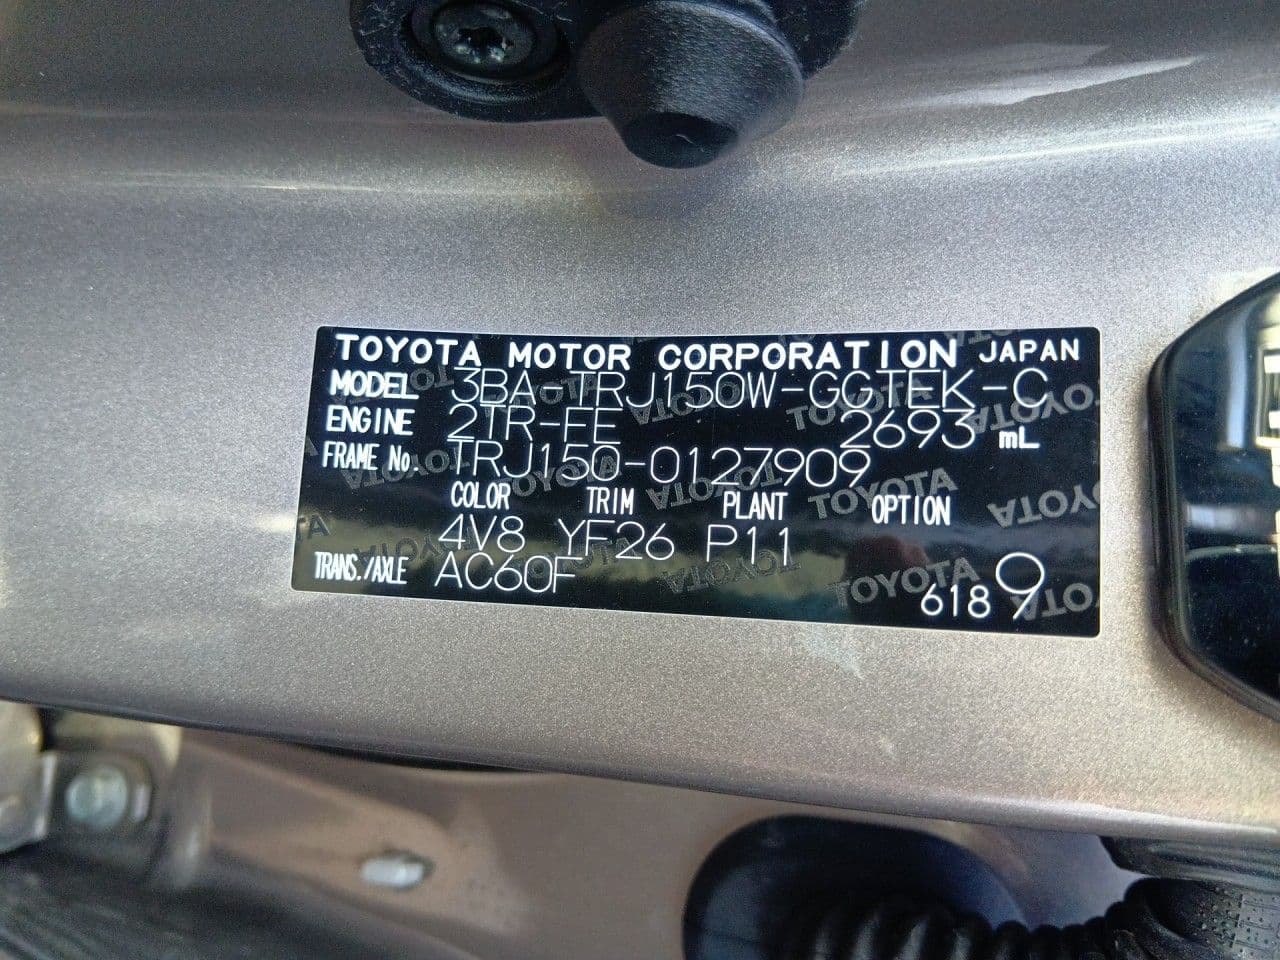 TOYOTA MOTOR CORPORATION JAPAN
MODEL 3BA-TRJ150W-GGTEK-C
ENGINE 2TR-FE 2693 mL
FRAME No. TRJ150-0127909
COLOR TRIM PLANT OPTION
4V8 YF26 P11
TRANS./AXLE AC60F
618 9